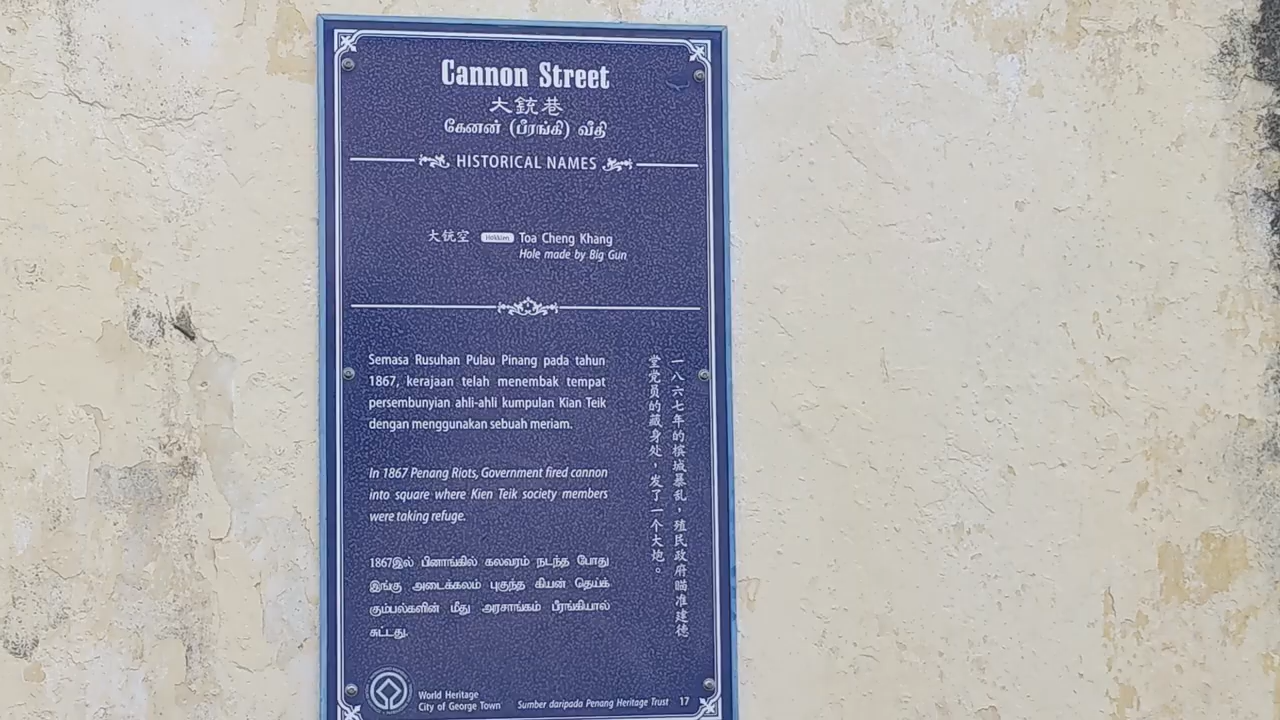 Cannon Street
大銃巷
கேனன் (பீரங்கி) வீதி
HISTORICAL NAMES
大銃空 Hokkien Toa Cheng Khang
Hole made by Big Gun
Semasa Rusuhan Pulau Pinang pada tahun
1867, kerajaan telah menembak tempat
persembunyian ahli-ahli kumpulan Kian Teik
dengan menggunakan sebuah meriam.
In 1867 Penang Riots, Government fired cannon
into square where Kien Teik society members
were taking refuge.
1867இல் பினாங்கில் கலவரம் நடந்த போது
இங்கு அடைக்கலம் புகுந்த கியன் தெய்க்
கும்பல்களின் மீது அரசாங்கம் பீரங்கியால்
சுட்டது.
一八六七年的槟城暴乱，殖民政府瞄准建德
堂党员的藏身处，发了一个大炮。
World Heritage
City of George Town
Sumber daripada Penang Heritage Trust 17